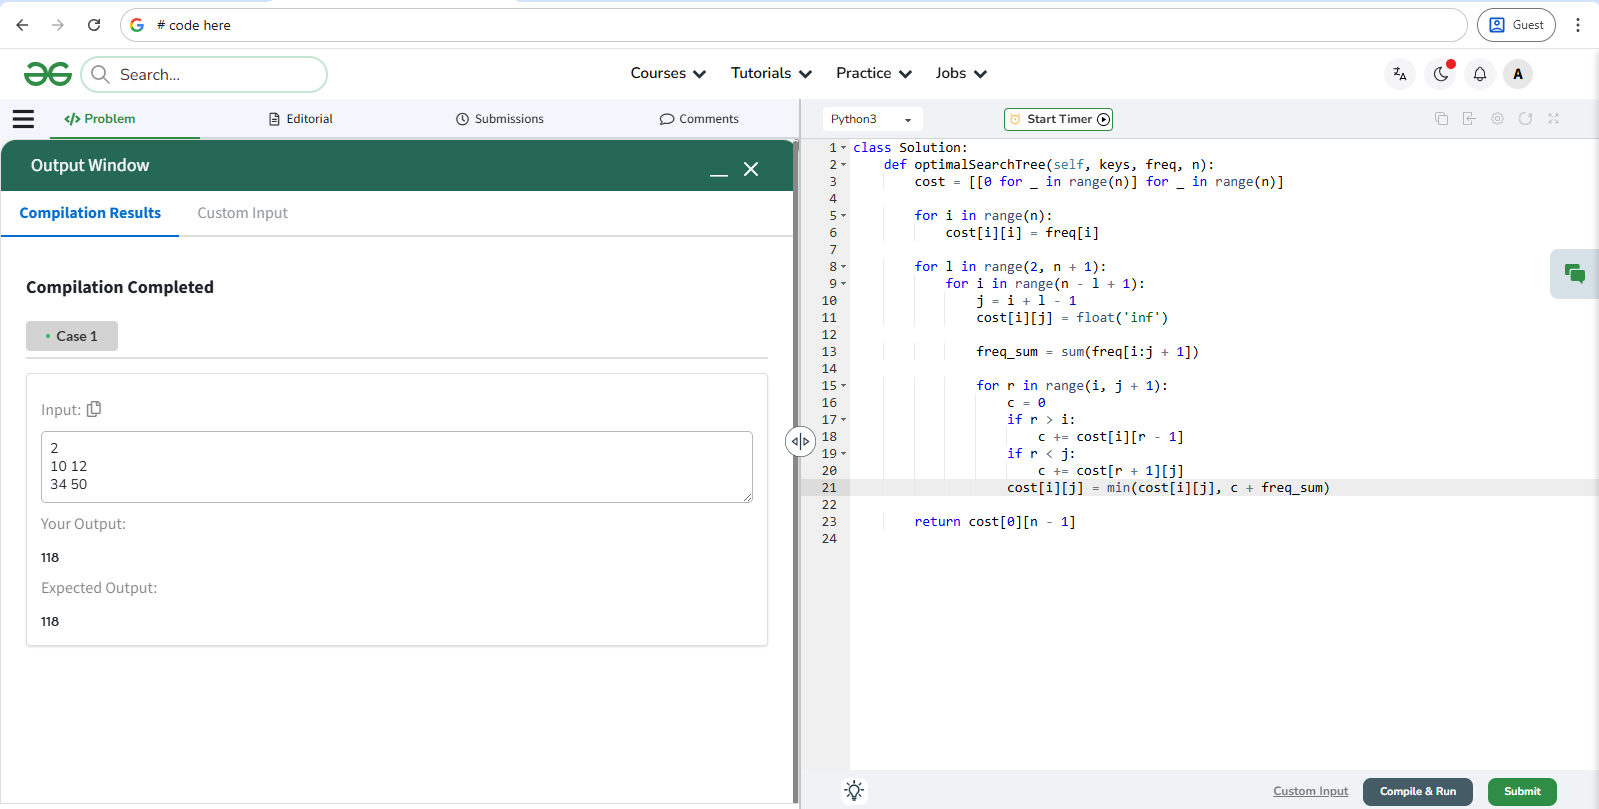 # code here
Guest
Search...
Courses
Tutorials
Practice
Jobs
A
Problem
Editorial
Submissions
Comments
Python3
Start Timer
Output Window
Compilation Results
Custom Input
Compilation Completed
Case 1
Input:
2
10 12
34 50
Your Output:
118
Expected Output:
118
1 class Solution:
2     def optimalSearchTree(self, keys, freq, n):
3         cost = [[0 for _ in range(n)] for _ in range(n)]
4
5         for i in range(n):
6             cost[i][i] = freq[i]
7
8         for l in range(2, n + 1):
9             for i in range(n - l + 1):
10                 j = i + l - 1
11                 cost[i][j] = float('inf')
12
13                 freq_sum = sum(freq[i:j + 1])
14
15                 for r in range(i, j + 1):
16                     c = 0
17                     if r > i:
18                         c += cost[i][r - 1]
19                     if r < j:
20                         c += cost[r + 1][j]
21                     cost[i][j] = min(cost[i][j], c + freq_sum)
22
23         return cost[0][n - 1]
24
Custom Input
Compile & Run
Submit